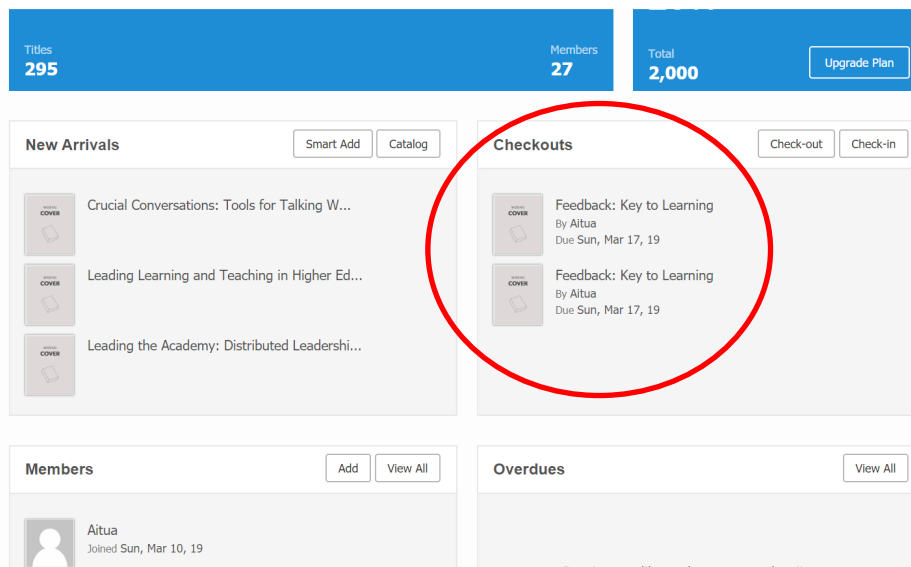 Titles
295
Members
27
Total
2,000
Upgrade Plan
New Arrivals
Smart Add
Catalog
Crucial Conversations: Tools for Talking W...
Leading Learning and Teaching in Higher Ed...
Leading the Academy: Distributed Leadershi...
Checkouts
Check-out
Check-in
COVER
Feedback: Key to Learning
By Aitua
Due Sun, Mar 17, 19
COVER
Feedback: Key to Learning
By Aitua
Due Sun, Mar 17, 19
COVER
COVER
COVER
Members
Add
View All
Aitua
Joined Sun, Mar 10, 19
Overdues
View All